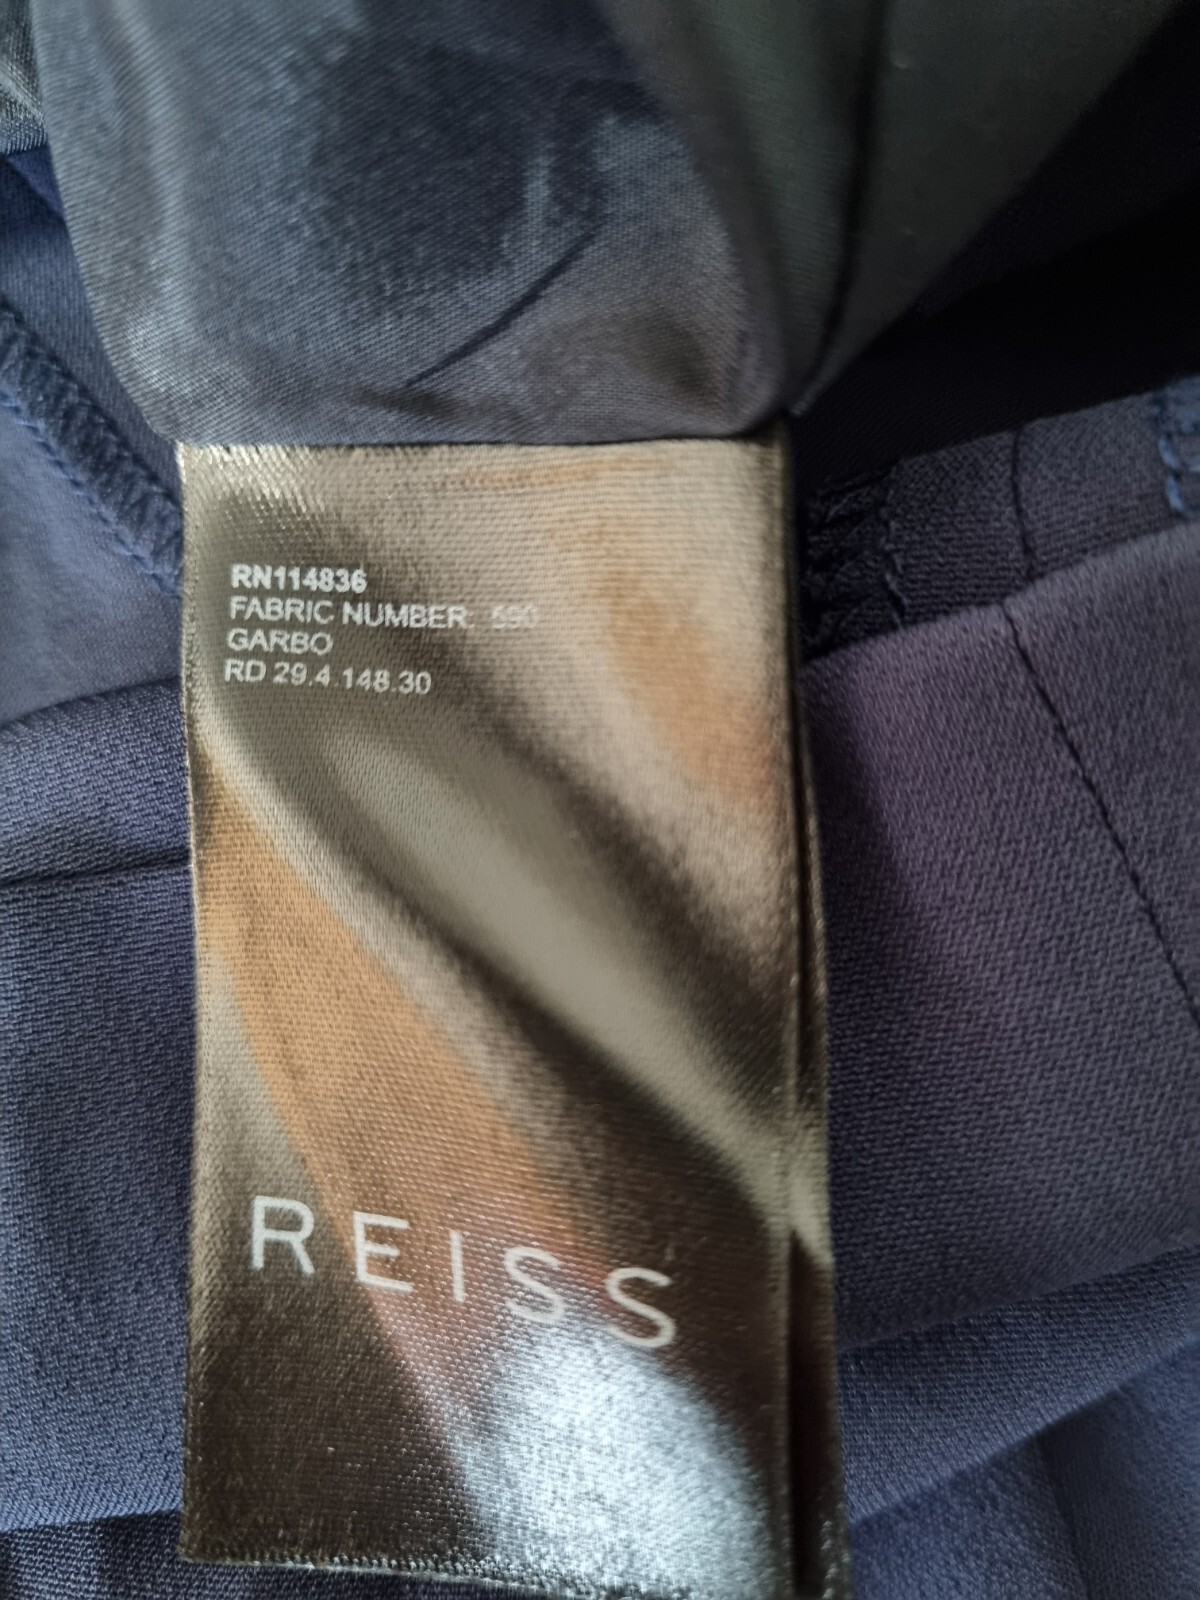 RN114836
FABRIC NUMBER: 590
GARBO
RD 29.4.148.30
REISS